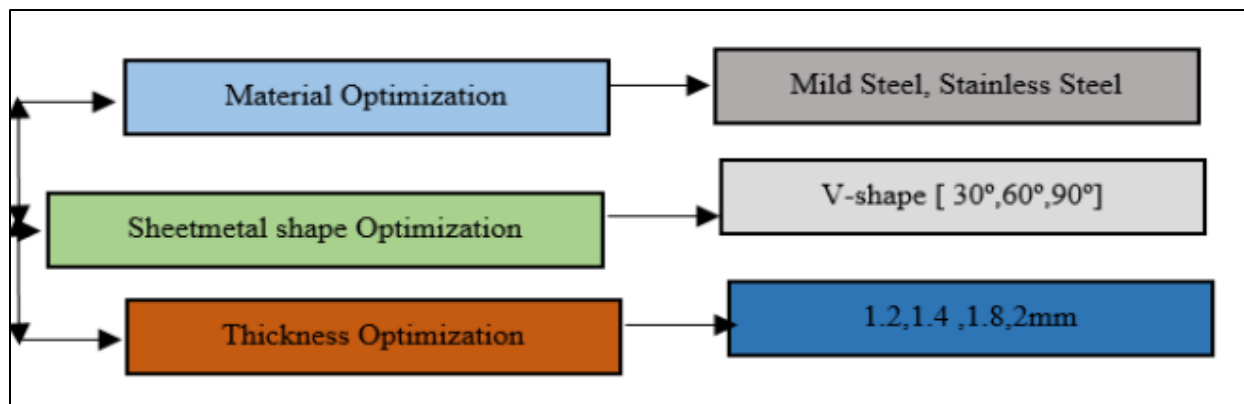 Material Optimization
Mild Steel, Stainless Steel
Sheetmetal shape Optimization
V-shape [ 30º,60º,90º]
Thickness Optimization
1.2,1.4 ,1.8,2mm